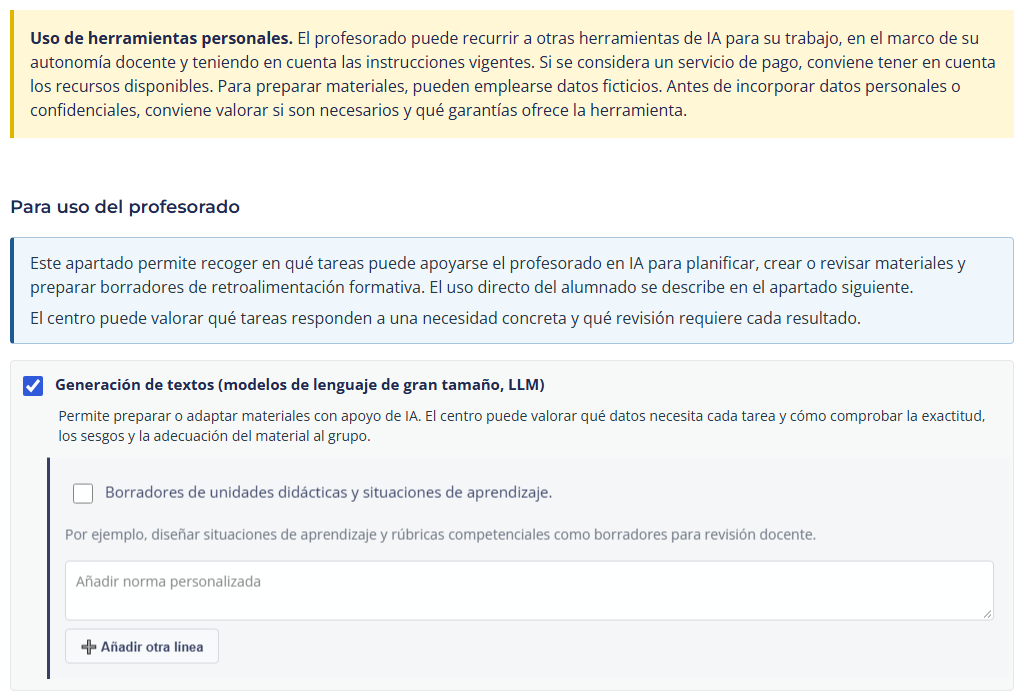 Uso de herramientas personales. El profesorado puede recurrir a otras herramientas de IA para su trabajo, en el marco de su
autonomía docente y teniendo en cuenta las instrucciones vigentes. Si se considera un servicio de pago, conviene tener en cuenta
los recursos disponibles. Para preparar materiales, pueden emplearse datos ficticios. Antes de incorporar datos personales o
confidenciales, conviene valorar si son necesarios y qué garantías ofrece la herramienta.
Para uso del profesorado
Este apartado permite recoger en qué tareas puede apoyarse el profesorado en IA para planificar, crear o revisar materiales y
preparar borradores de retroalimentación formativa. El uso directo del alumnado se describe en el apartado siguiente.
El centro puede valorar qué tareas responden a una necesidad concreta y qué revisión requiere cada resultado.
Generación de textos (modelos de lenguaje de gran tamaño, LLM)
Permite preparar o adaptar materiales con apoyo de IA. El centro puede valorar qué datos necesita cada tarea y cómo comprobar la exactitud,
los sesgos y la adecuación del material al grupo.
Borradores de unidades didácticas y situaciones de aprendizaje.
Por ejemplo, diseñar situaciones de aprendizaje y rúbricas competenciales como borradores para revisión docente.
Añadir norma personalizada
Añadir otra línea